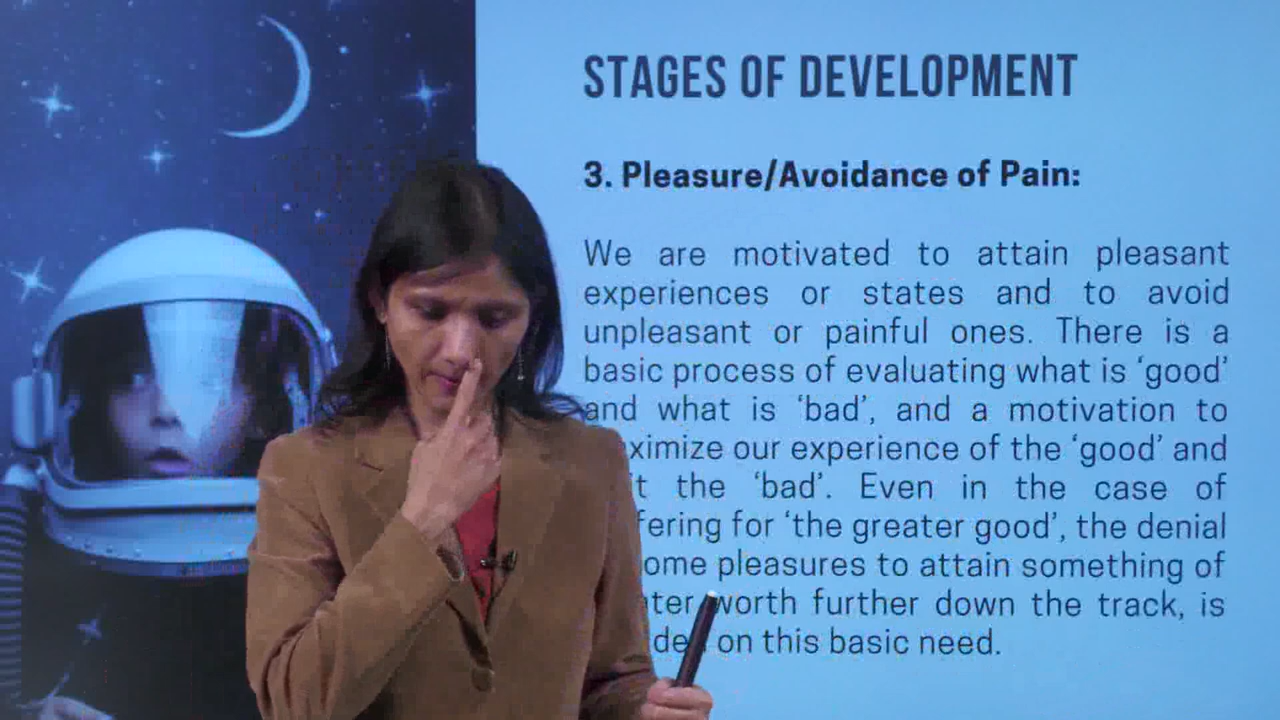 STAGES OF DEVELOPMENT
3. Pleasure/Avoidance of Pain:
We are motivated to attain pleasant
experiences or states and to avoid
unpleasant or painful ones. There is a
basic process of evaluating what is ‘good’
and what is ‘bad’, and a motivation to
our experience of the ‘good’ and
the ‘bad’. Even in the case of
for ‘the greater good’, the denial
pleasures to attain something of
worth further down the track, is
on this basic need.